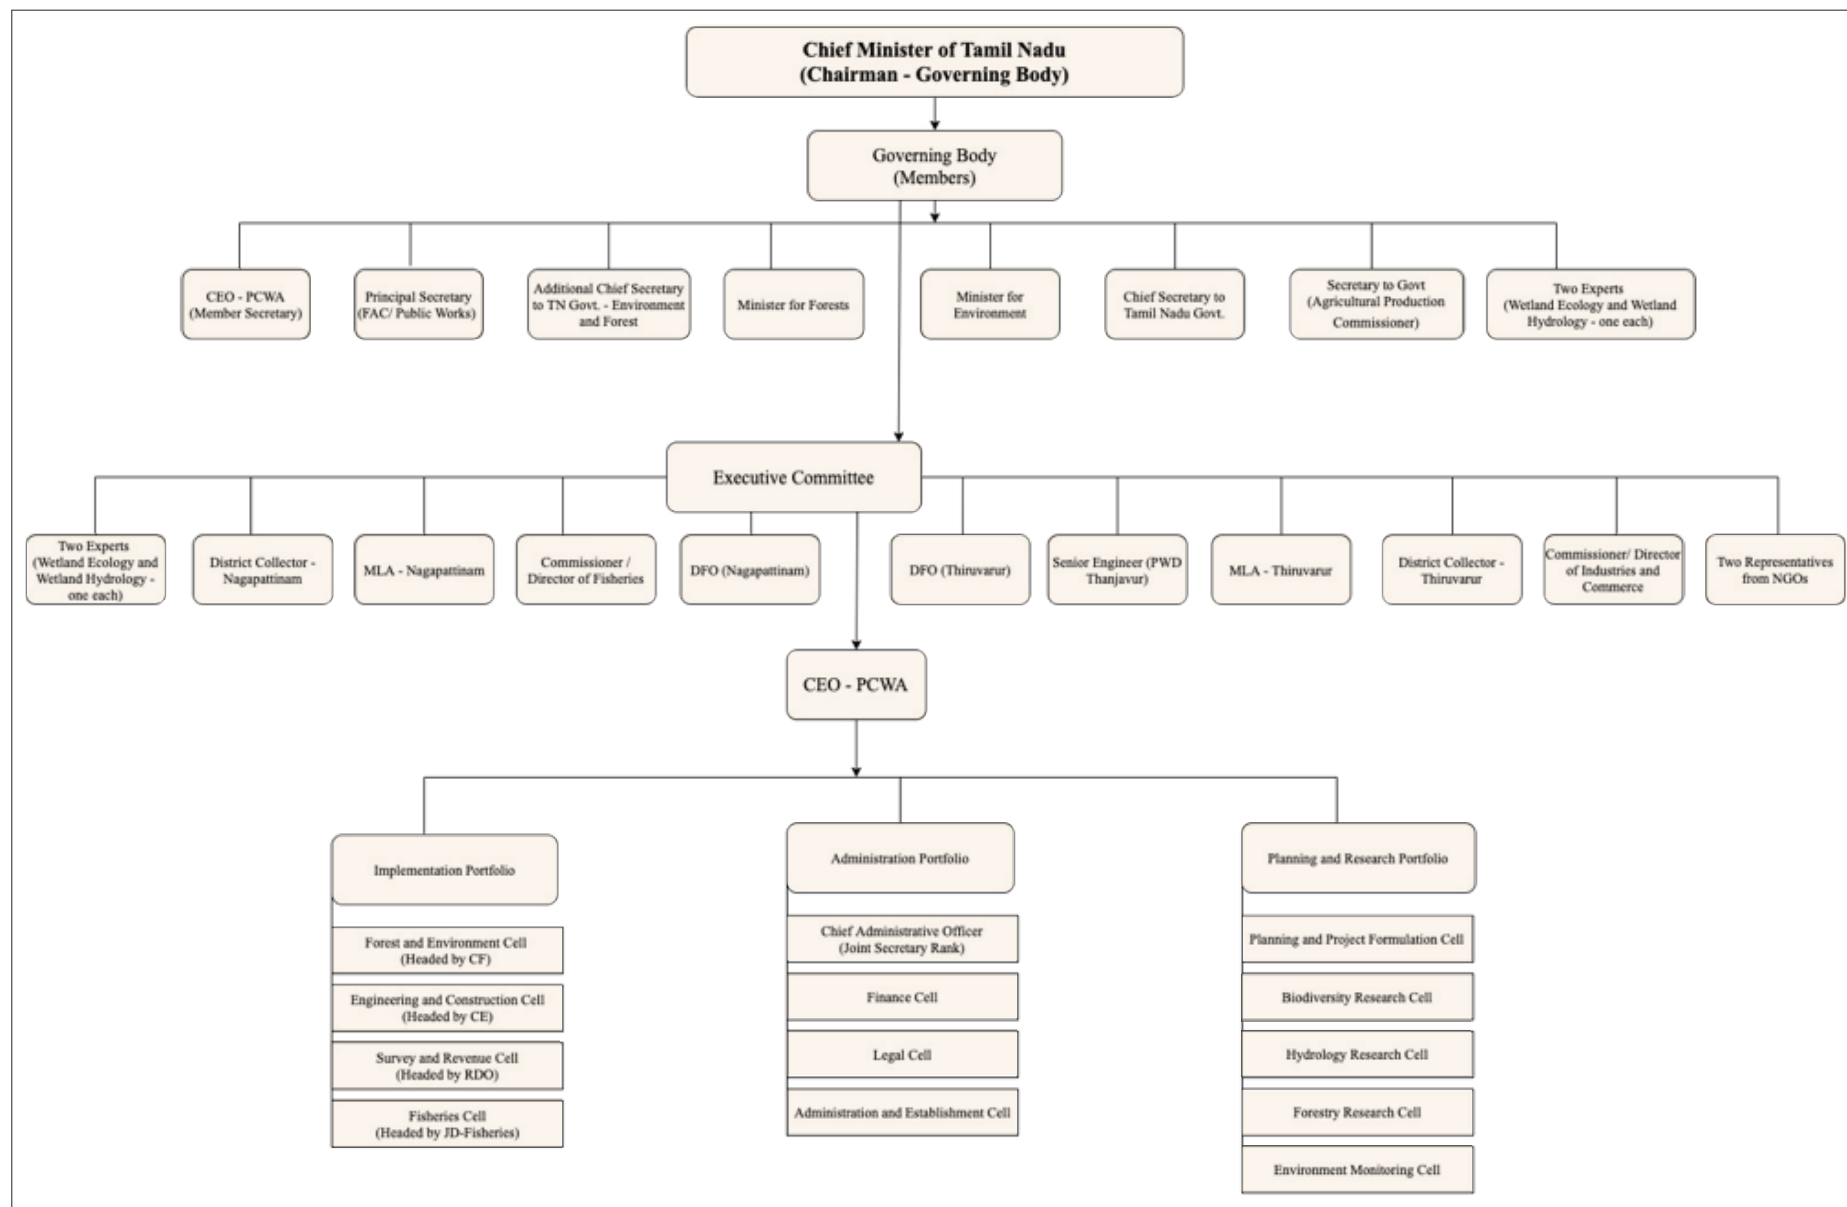 Chief Minister of Tamil Nadu
(Chairman - Governing Body)
Governing Body
(Members)
CEO - PCWA
(Member Secretary)
Principal Secretary
(FAC/ Public Works)
Additional Chief Secretary
to TN Govt. - Environment
and Forest
Minister for Forests
Minister for
Environment
Chief Secretary to
Tamil Nadu Govt.
Secretary to Govt
(Agricultural Production
Commissioner)
Two Experts
(Wetland Ecology and Wetland
Hydrology - one each)
Executive Committee
Two Experts
(Wetland Ecology and
Wetland Hydrology -
one each)
District Collector -
Nagapattinam
MLA - Nagapattinam
Commissioner /
Director of Fisheries
DFO (Nagapattinam)
DFO (Thiruvarur)
Senior Engineer (PWD
Thanjavur)
MLA - Thiruvarur
District Collector -
Thiruvarur
Commissioner/ Director
of Industries and
Commerce
Two Representatives
from NGOs
CEO - PCWA
Implementation Portfolio
Forest and Environment Cell
(Headed by CF)
Engineering and Construction Cell
(Headed by CE)
Survey and Revenue Cell
(Headed by RDO)
Fisheries Cell
(Headed by JD-Fisheries)
Administration Portfolio
Chief Administrative Officer
(Joint Secretary Rank)
Finance Cell
Legal Cell
Administration and Establishment Cell
Planning and Research Portfolio
Planning and Project Formulation Cell
Biodiversity Research Cell
Hydrology Research Cell
Forestry Research Cell
Environment Monitoring Cell